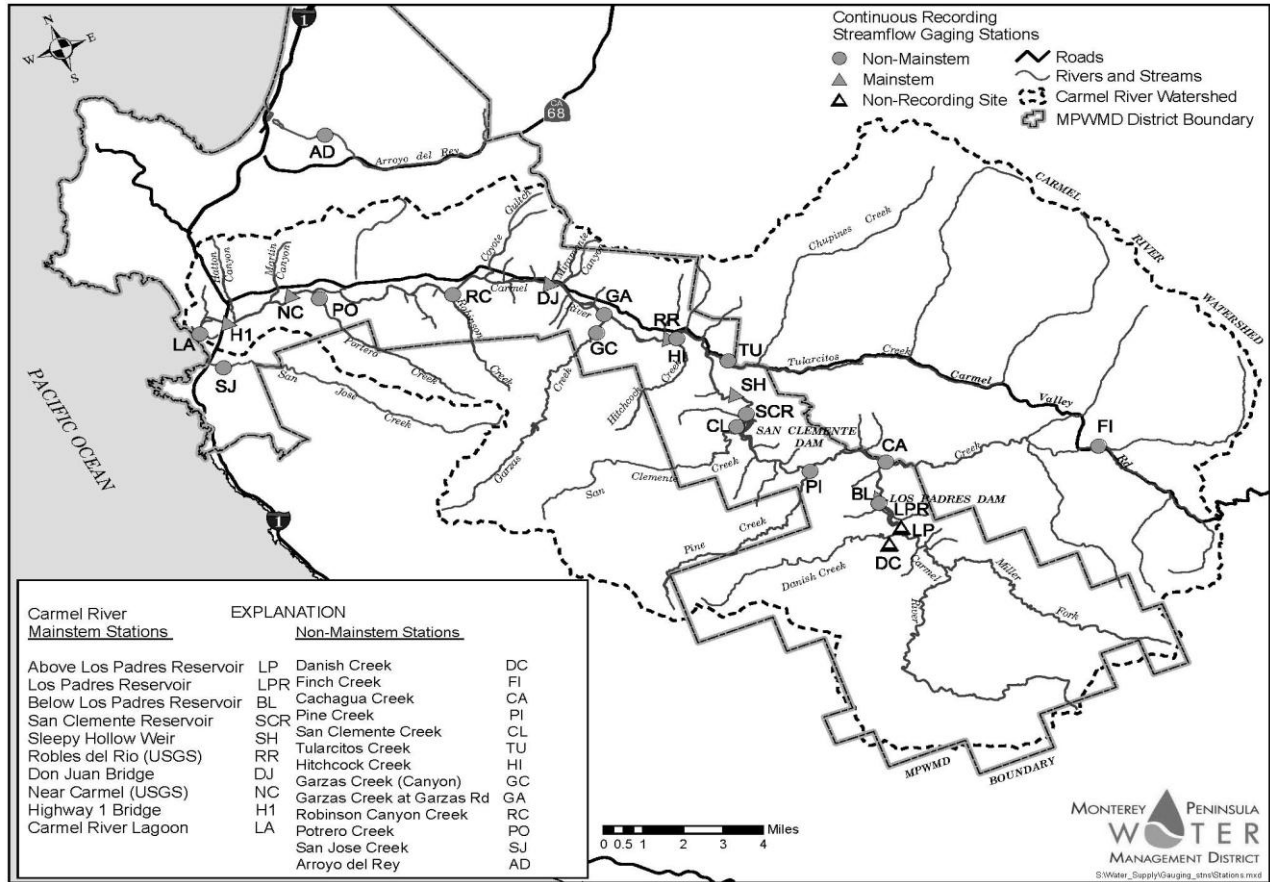 N
W
E
S
1
CA
68
Continuous Recording
Streamflow Gaging Stations
Non-Mainstem
Mainstem
Non-Recording Site
Roads
Rivers and Streams
Carmel River Watershed
MPWMD District Boundary
AD
Arroyo del Rey
CARMEL
RIVER
WATERSHED
Chupines Creek
Hatton
Canyon
Martin
Canyon
Coyote
Gultch
Miramonte
Canyon
Carmel
River
NC
PO
RC
DJ
GA
GC
RR
HI
TU
Tularcitos
Creek
Carmel
Valley
Rd
FI
LA
H1
SJ
San
Jose
Creek
Portero
Creek
Robinson
Creek
Garzas
Creek
Hitchcock
Creek
SH
SCR
CL
SAN CLEMENTE
DAM
San
Clemente
Creek
PI
CA
Creek
BL
LOS PADRES DAM
LPR
LP
DC
Pine
Creek
Danish Creek
Carmel
River
Miller
Fork
PACIFIC OCEAN
1
MPWMD
BOUNDARY
EXPLANATION
Carmel River
Mainstem Stations
Above Los Padres Reservoir LP
Los Padres Reservoir LPR
Below Los Padres Reservoir BL
San Clemente Reservoir SCR
Sleepy Hollow Weir SH
Robles del Rio (USGS) RR
Don Juan Bridge DJ
Near Carmel (USGS) NC
Highway 1 Bridge H1
Carmel River Lagoon LA
Non-Mainstem Stations
Danish Creek DC
Finch Creek FI
Cachagua Creek CA
Pine Creek PI
San Clemente Creek CL
Tularcitos Creek TU
Hitchcock Creek HI
Garzas Creek (Canyon) GC
Garzas Creek at Garzas Rd GA
Robinson Canyon Creek RC
Potrero Creek PO
San Jose Creek SJ
Arroyo del Rey AD
Miles
0 0.5 1 2 3 4
MONTEREY PENINSULA
WATER
MANAGEMENT DISTRICT
S:\Water_Supply\Gauging_stns\Stations.mxd